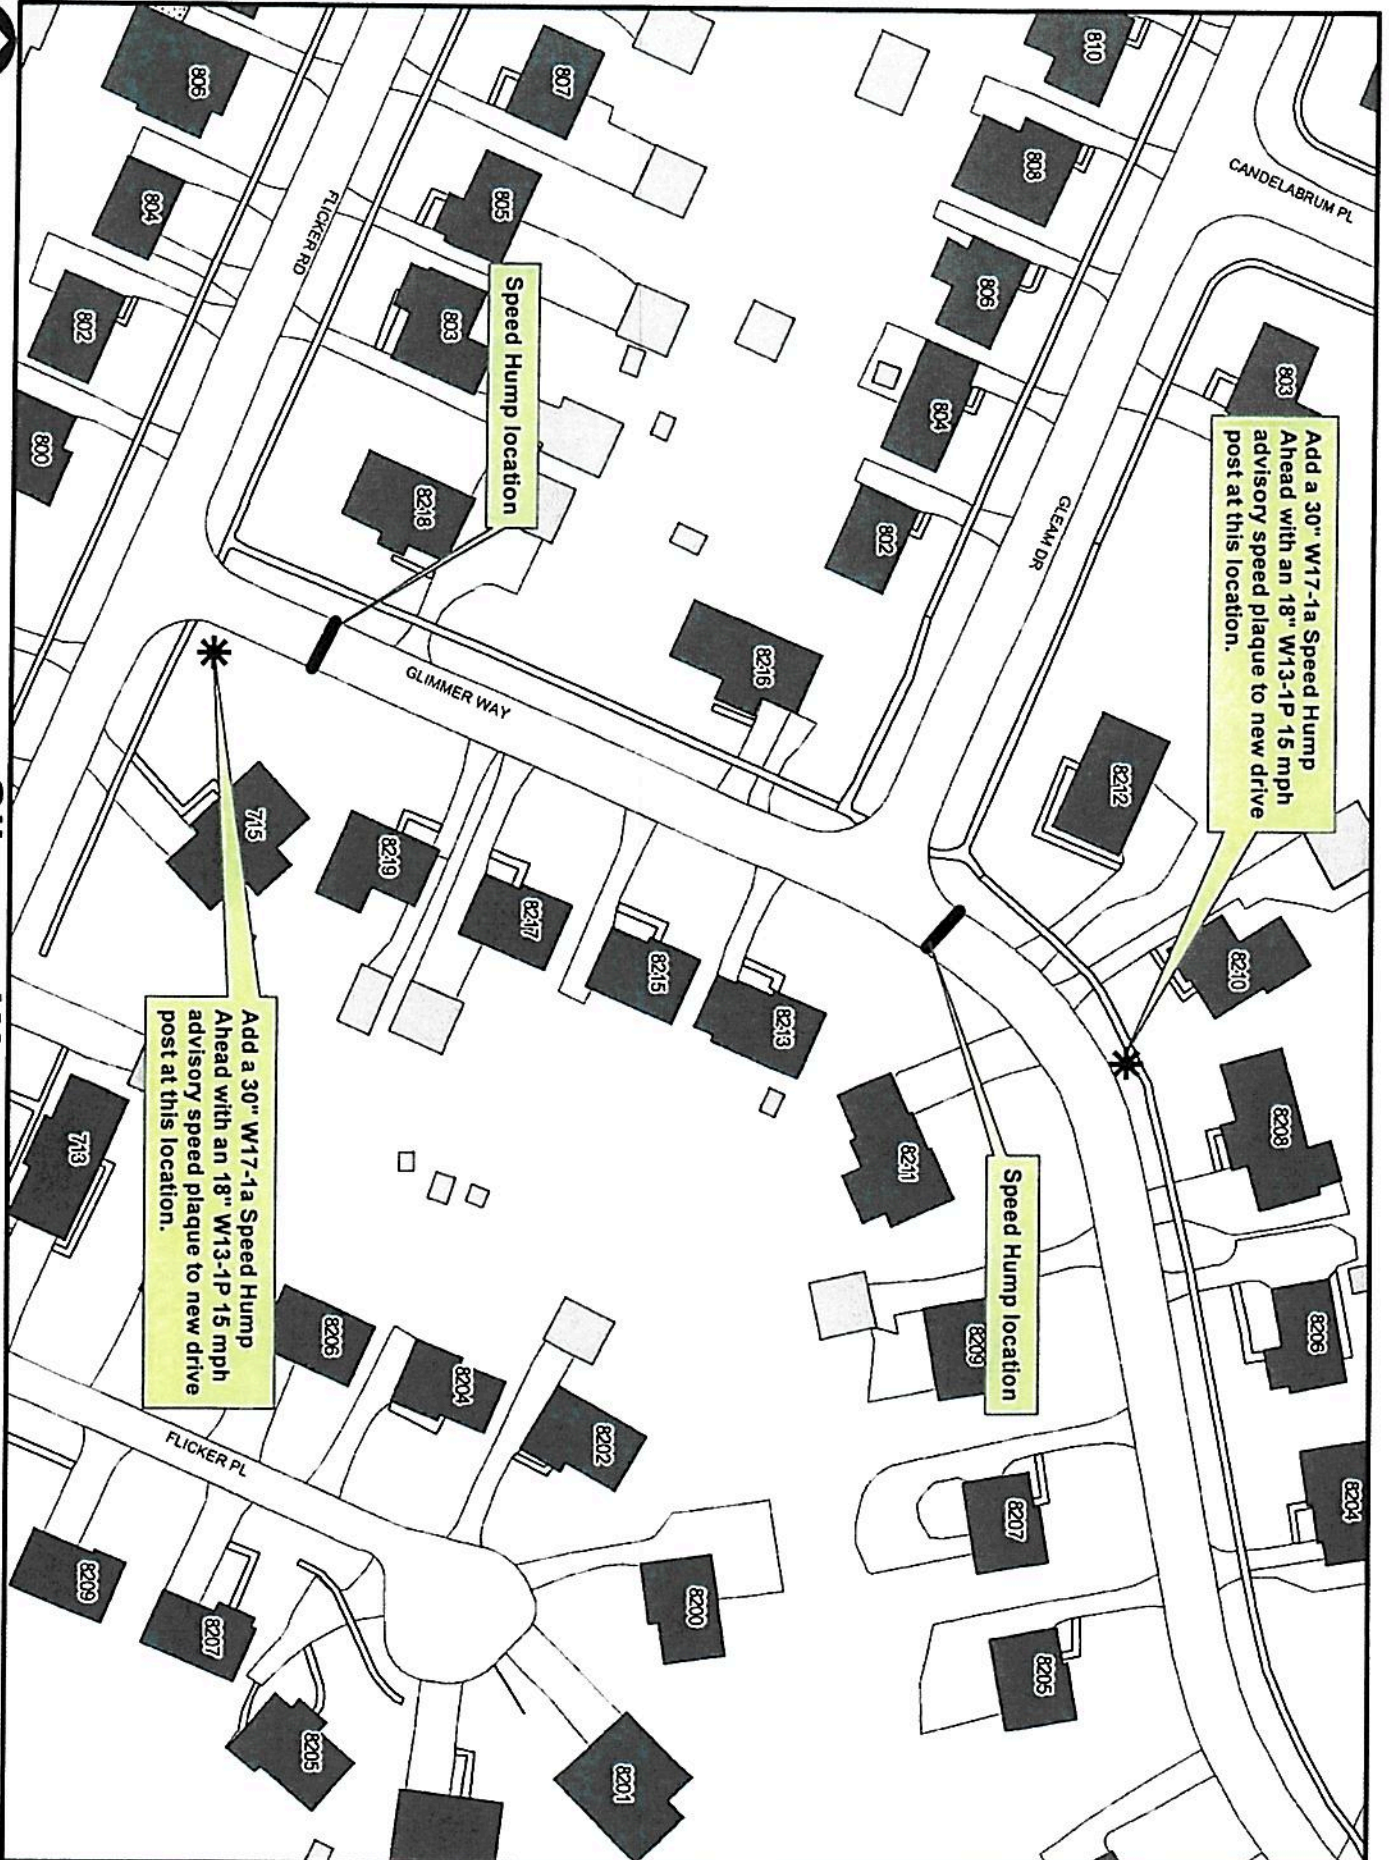 CANDELABRUM PL
8204
8206
Add a 30" W17-1a Speed Hump
Ahead with an 18" W13-1P 15 mph
advisory speed plaque to new drive
post at this location.
803
8208
8210
8212
810
GLEAM DR
8205
808
8207
Speed Hump location
806
8209
804
8211
802
8213
8216
8200
8215
8201
8202
807
8217
Speed Hump location
805
8204
GLIMMER WAY
803
8218
8219
8206
FLICKER RD
8205
715
Add a 30" W17-1a Speed Hump
Ahead with an 18" W13-1P 15 mph
advisory speed plaque to new drive
post at this location.
8207
FLICKER PL
806
804
8209
802
713
800